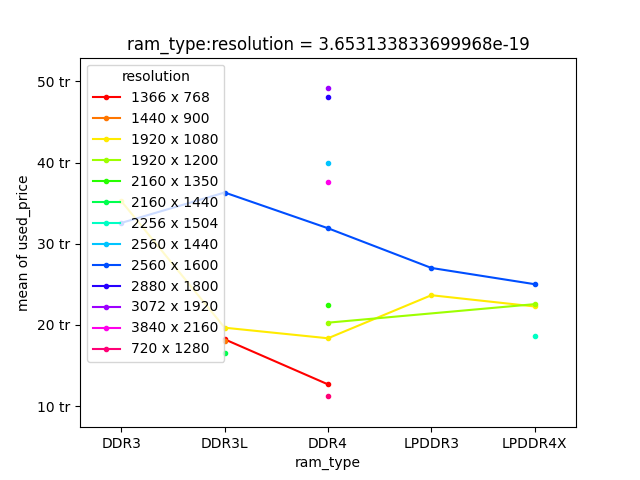 ram_type:resolution = 3.653133833699968e-19
resolution
1366 x 768
1440 x 900
1920 x 1080
1920 x 1200
2160 x 1350
2160 x 1440
2256 x 1504
2560 x 1440
2560 x 1600
2880 x 1800
3072 x 1920
3840 x 2160
720 x 1280
mean of used_price
50 tr
40 tr
30 tr
20 tr
10 tr
DDR3
DDR3L
DDR4
LPDDR3
LPDDR4X
ram_type